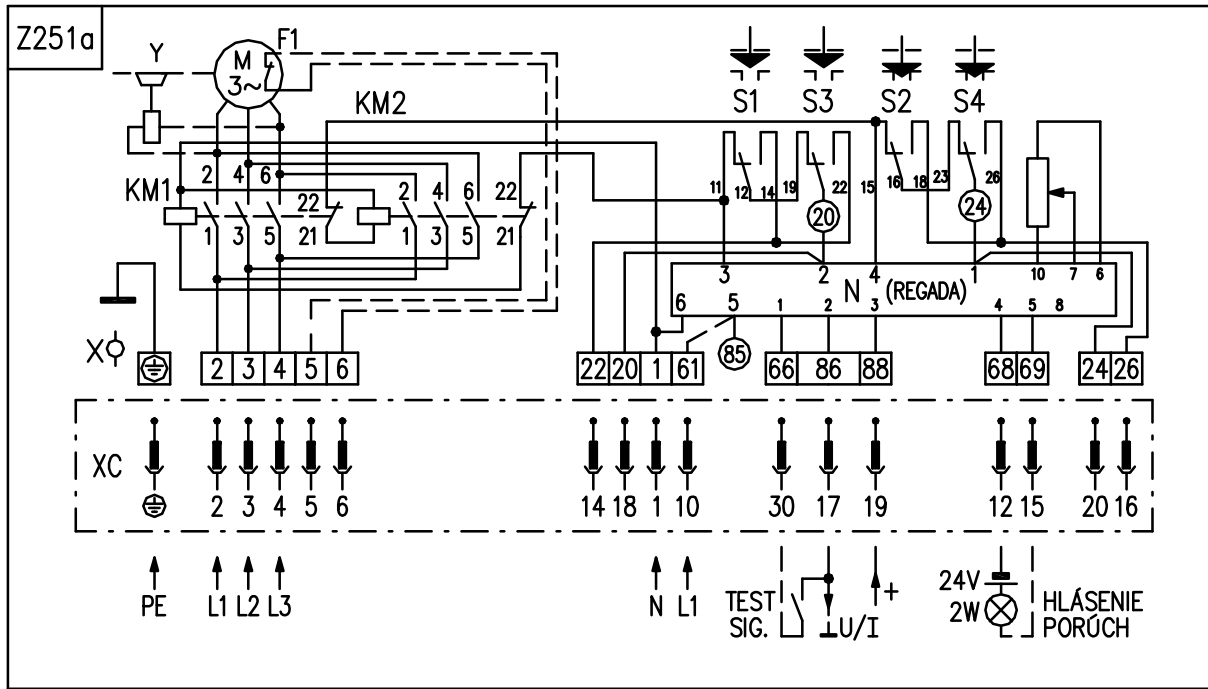 Z251a
Y
M
3~
F1
KM2
S1 S3 S2 S4
2 4 6
22
2 4 6
22
KM1
11 12 14 19 22 15 16 18 23 26
20
24
1 3 5
21
1 3 5
21
3 2 4 1 10 7 6
N (REGADA)
6 5 1 2 3 4 5 8
X
85
2 3 4 5 6
22 20 1 61
66 86 88
68 69
24 26
XC
2 3 4 5 6
14 18 1 10
30 17 19
12 15
20 16
PE L1 L2 L3
N L1
TEST
SIG.
U/I
+
24V
2W
HLÁSENIE
PORÚCH